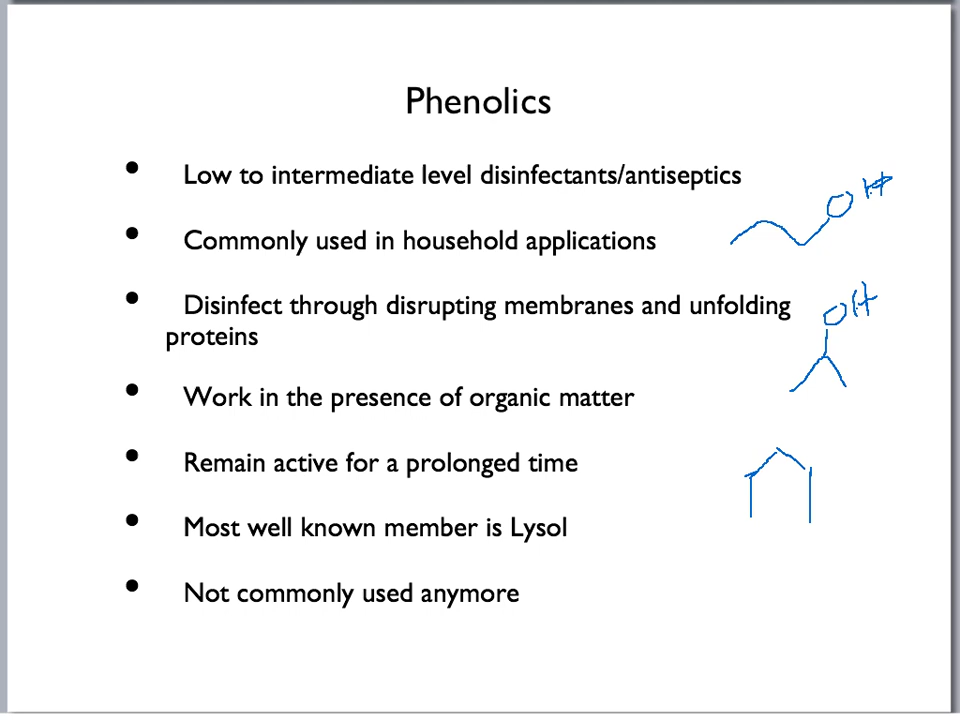 Phenolics
• Low to intermediate level disinfectants/antiseptics
OH
• Commonly used in household applications
• Disinfect through disrupting membranes and unfolding
OH
proteins
• Work in the presence of organic matter
• Remain active for a prolonged time
• Most well known member is Lysol
• Not commonly used anymore